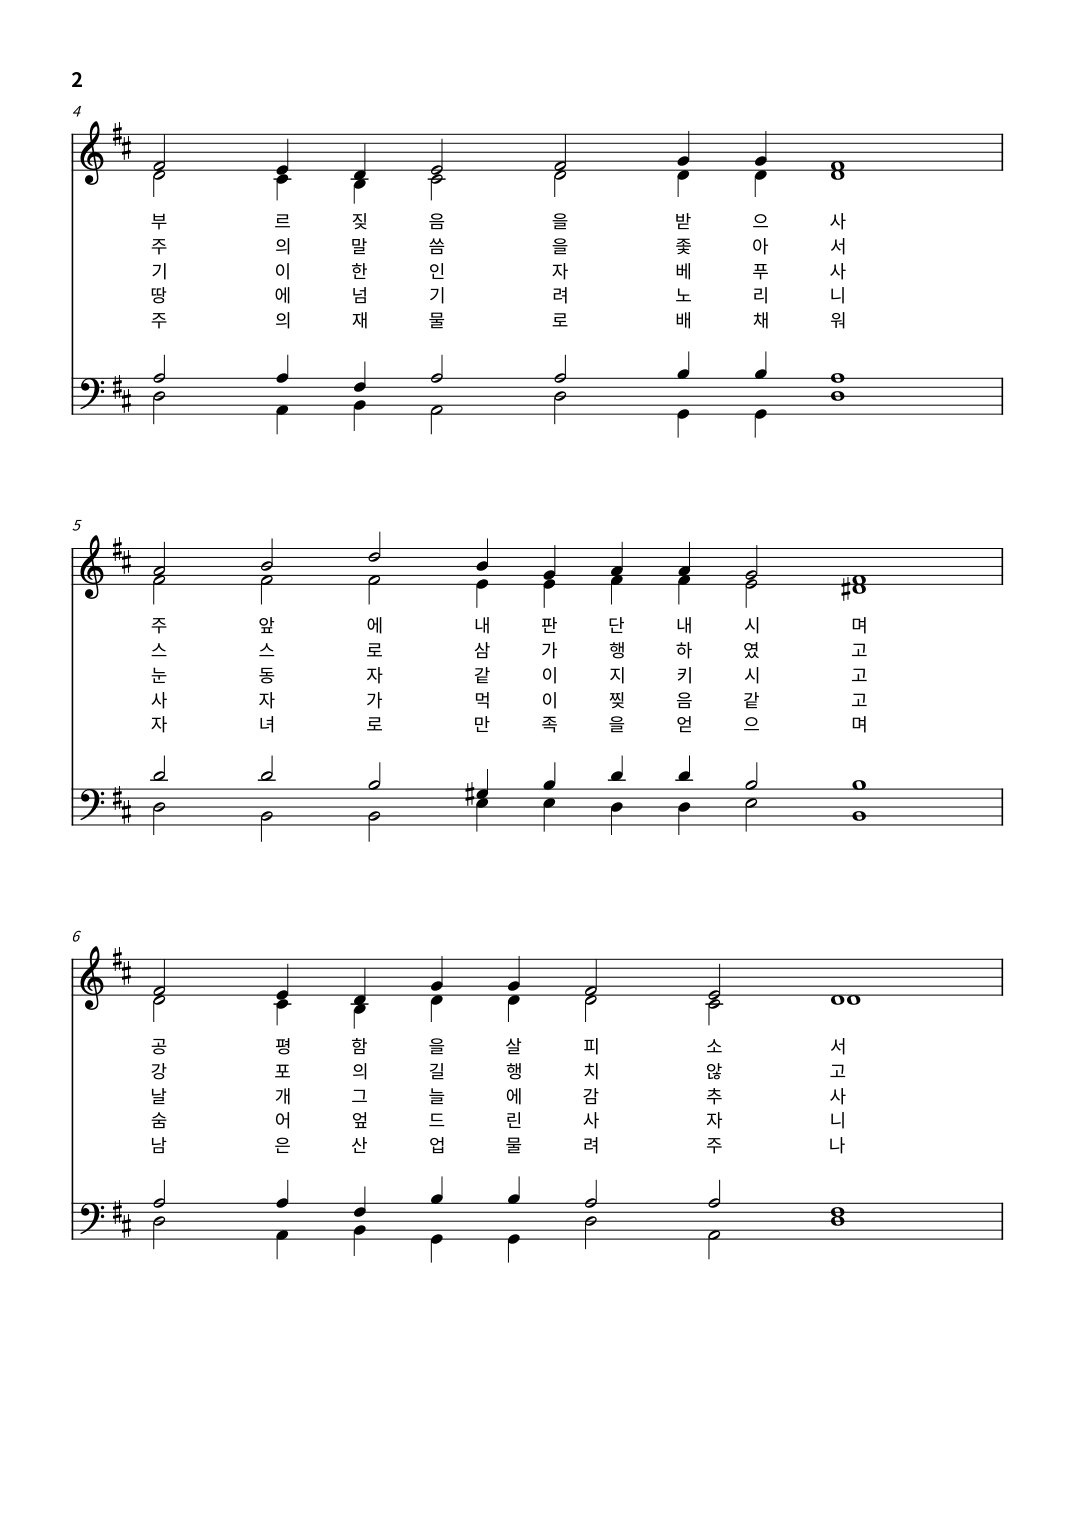 2
4
부 르 짖 음 을 받 으 사
주 의 말 씀 을 좇 아 서
기 이 한 인 자 베 푸 사
땅 에 넘 기 려 노 리 니
주 의 재 물 로 배 채 워
5
주 앞 에 내 판 단 내 시 며
스 스 로 삼 가 행 하 였 고
눈 동 자 같 이 지 키 시 고
사 자 가 먹 이 찢 음 같 고
자 녀 로 만 족 을 얻 으 며
6
공 평 함 을 살 피 소 서
강 포 의 길 행 치 않 고
날 개 그 늘 에 감 추 사
숨 어 엎 드 린 사 자 니
남 은 산 업 물 려 주 나